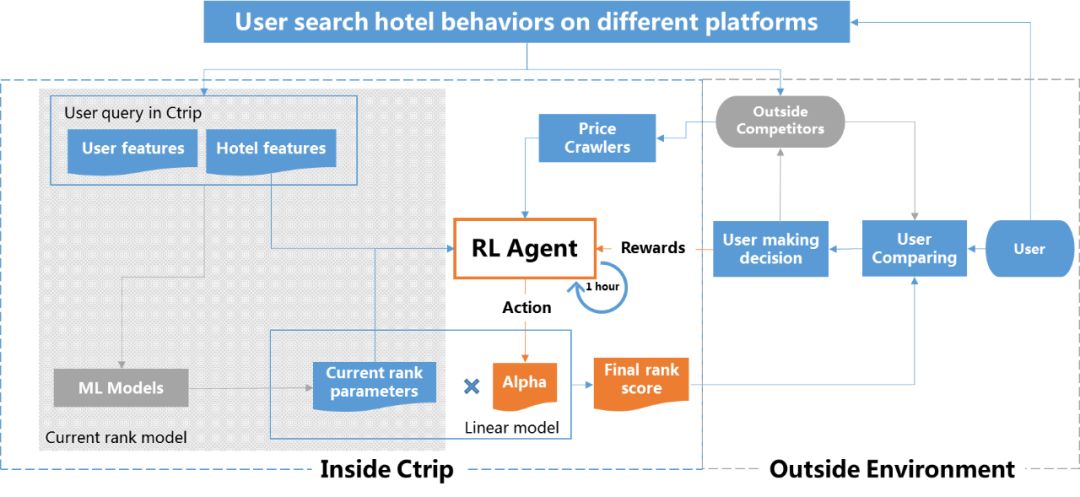 User search hotel behaviors on different platforms
User query in Ctrip
User features
Hotel features
Price
Crawlers
Outside
Competitors
RL Agent
Rewards
User making
decision
User
Comparing
User
1 hour
Action
ML Models
Current rank
parameters
×
Alpha
Final rank
score
Linear model
Current rank model
Inside Ctrip
Outside Environment